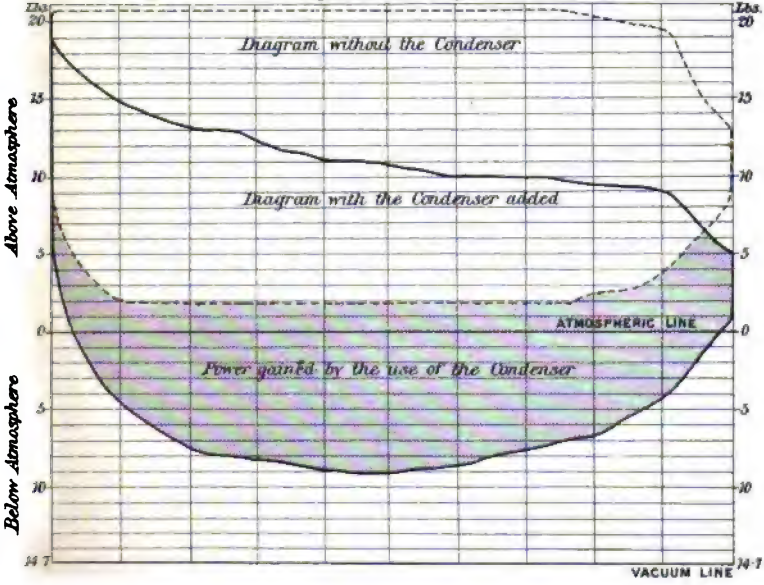 Lbs. Lbs.
20 20
Diagram without the Condenser
15 15
Above Atmosphere
10 10
Diagram with the Condenser added
5 5
ATMOSPHERIC LINE
0 0
Power gained by the use of the Condenser
Below Atmosphere
5 5
10 10
14·7 14·7
VACUUM LINE